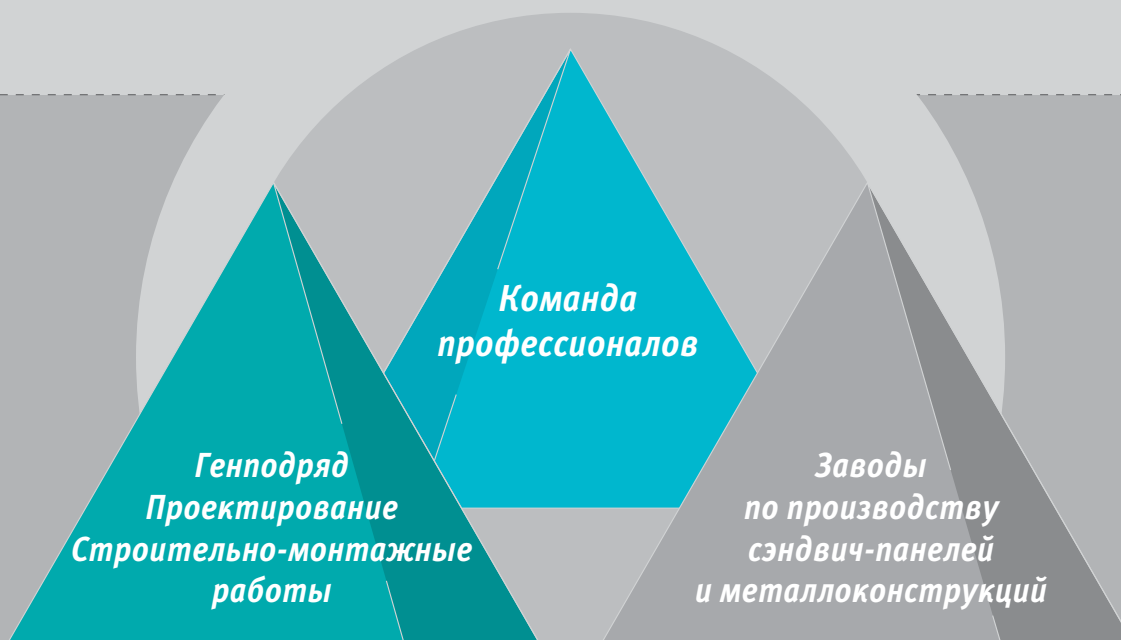 Команда
профессионалов
Генподряд
Проектирование
Строительно-монтажные
работы
Заводы
по производству
сэндвич-панелей
и металлоконструкций